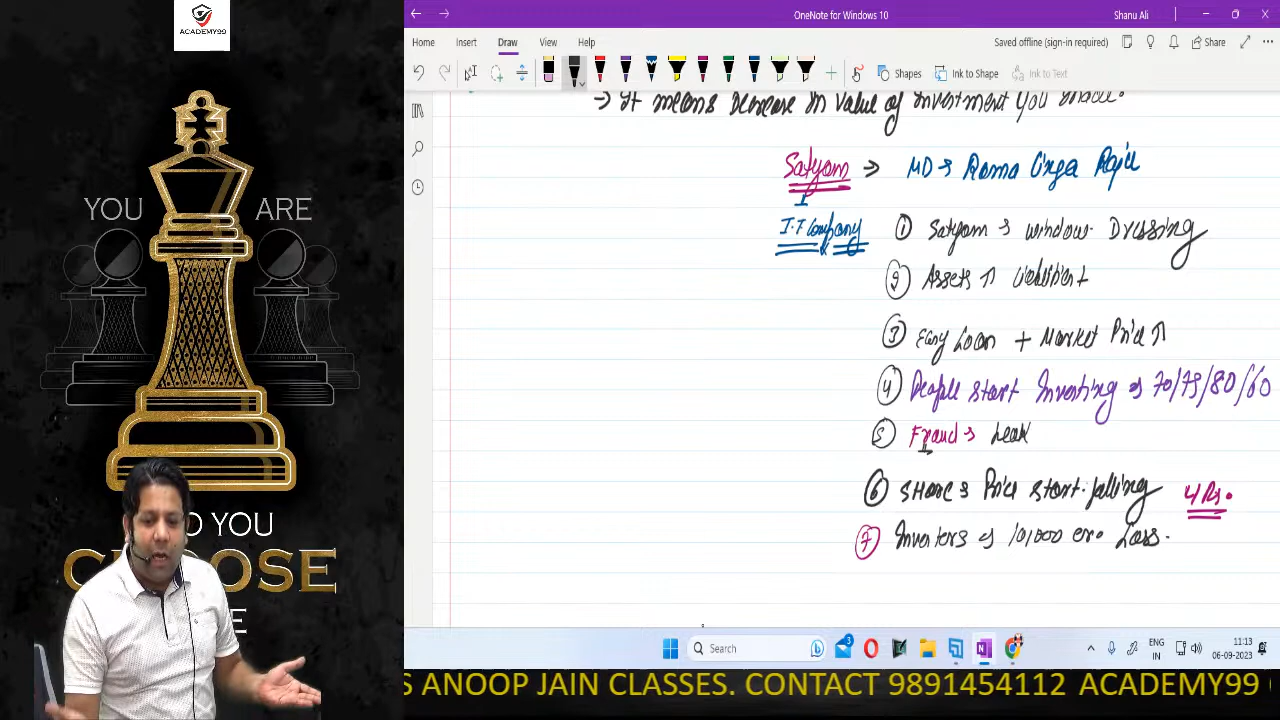 ACADEMY99
YOU ARE
O YOU
CHOOSE
E
OneNote for Windows 10
Shanu Ali
Home Insert Draw View Help
Saved offline (sign-in required)
Share
Shapes
Ink to Shape
Ink to Text
→ It means Decrease in value of Investment you made.
Satyam → MD → Rama Raju
I.T Company
① Satyam → window Dressing
② Assets ↑
③ Easy Loan + Market Price ↑
④ People start Investing → 70/75/80/60
⑤ Fraud → Leak
⑥ SHare → Price start falling 4 Rs.
⑦ Investors → 10,000 cro. Loss.
Search
3
ENG
IN
11:13
06-09-2023
S ANOOP JAIN CLASSES. CONTACT 9891454112 ACADEMY99